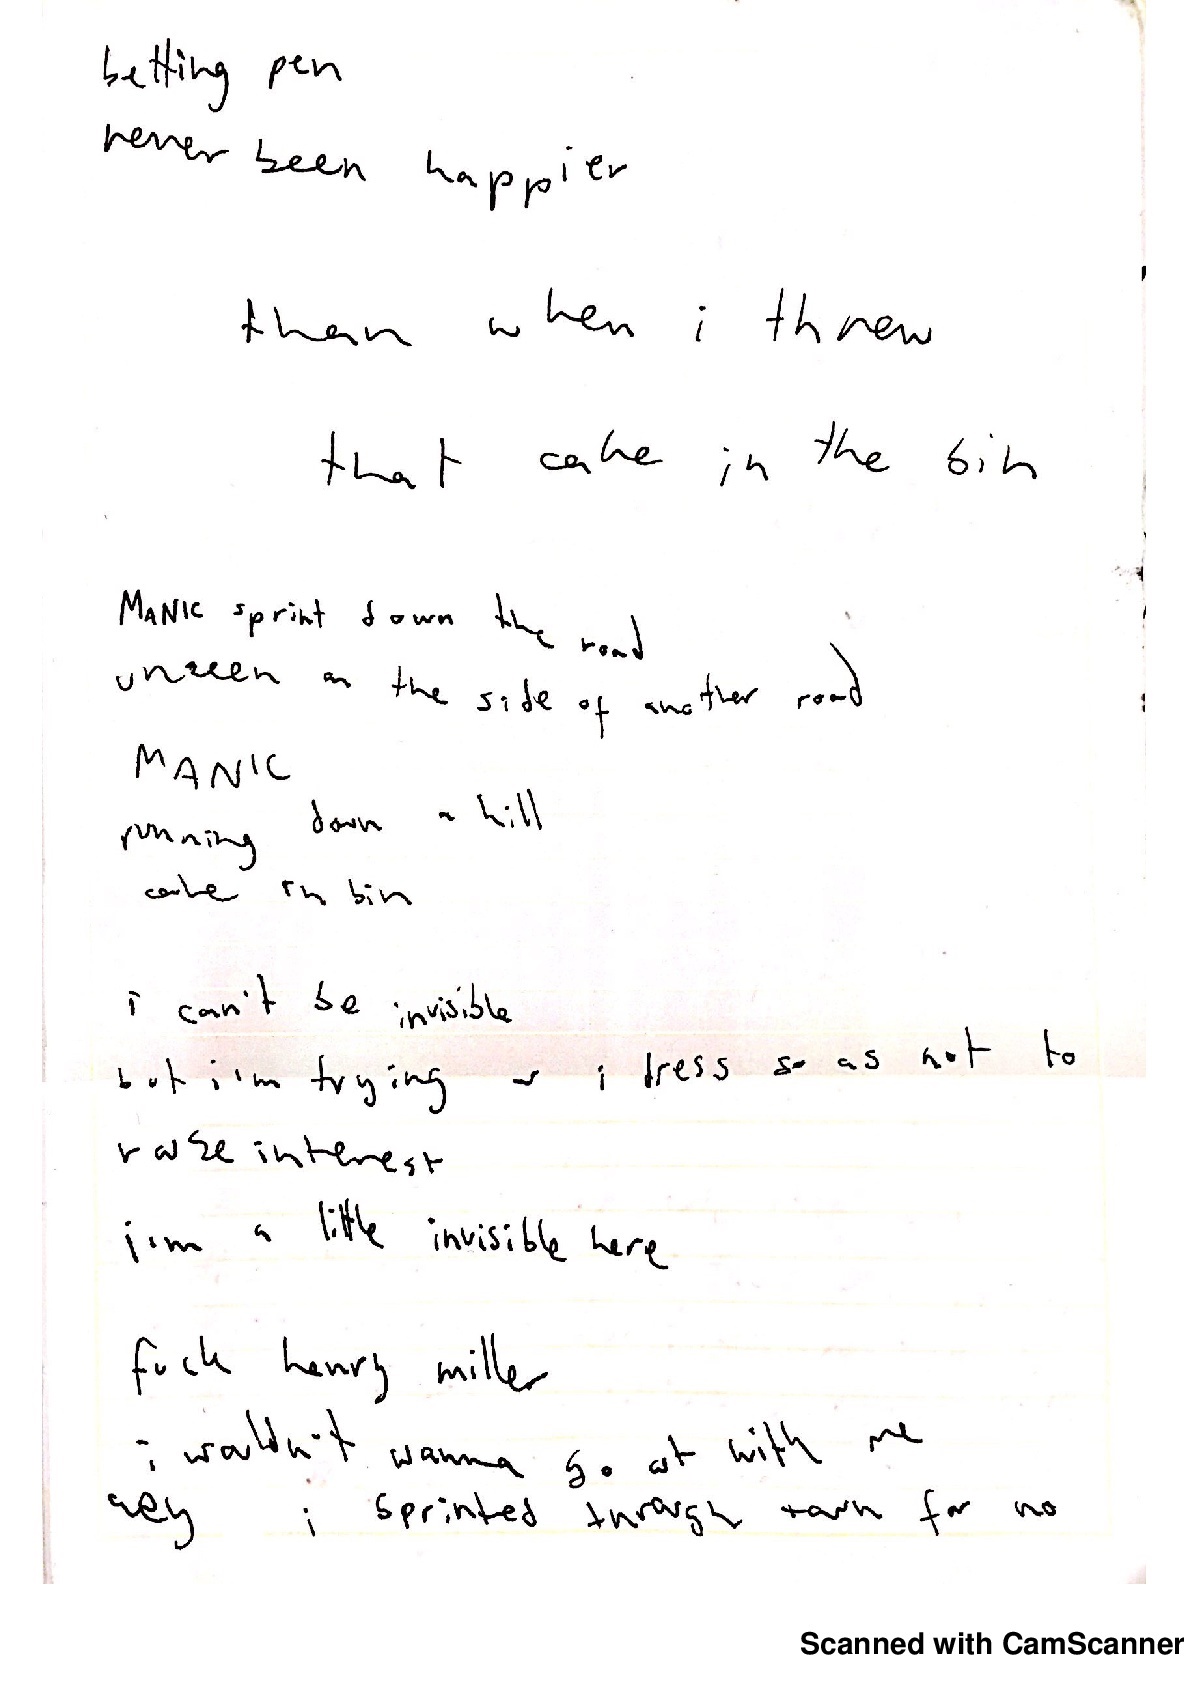 betting pen
never been happier
than when i threw
that cake in the bin
MANIC sprint down the road
unseen on the side of another road
MANIC
running down a hill
cake in bin
i can't be invisible
but i'm trying i dress so as not to
raise interest
i'm a little invisible here
fuck henry miller
i wouldn't wanna go out with me
i sprinted through town for no
Scanned with CamScanner